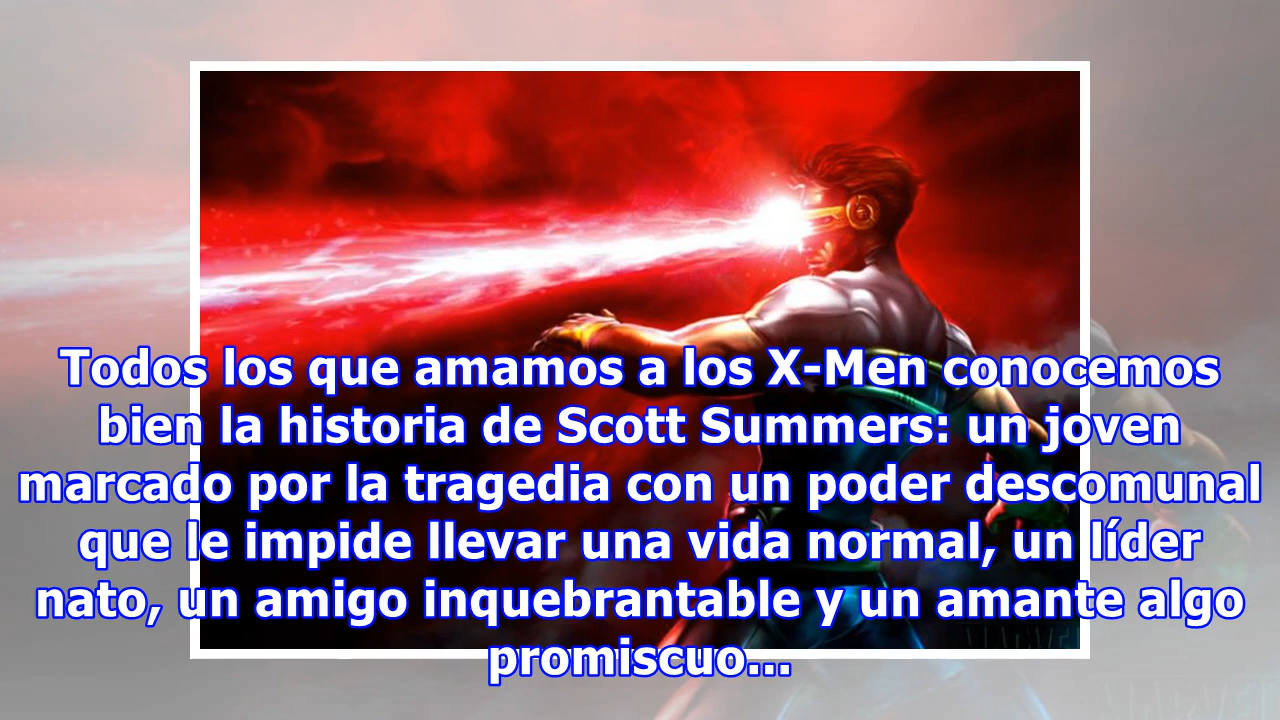 Todos los que amamos a los X-Men conocemos
bien la historia de Scott Summers: un joven
marcado por la tragedia con un poder descomunal
que le impide llevar una vida normal, un líder
nato, un amigo inquebrantable y un amante algo
promiscuo...